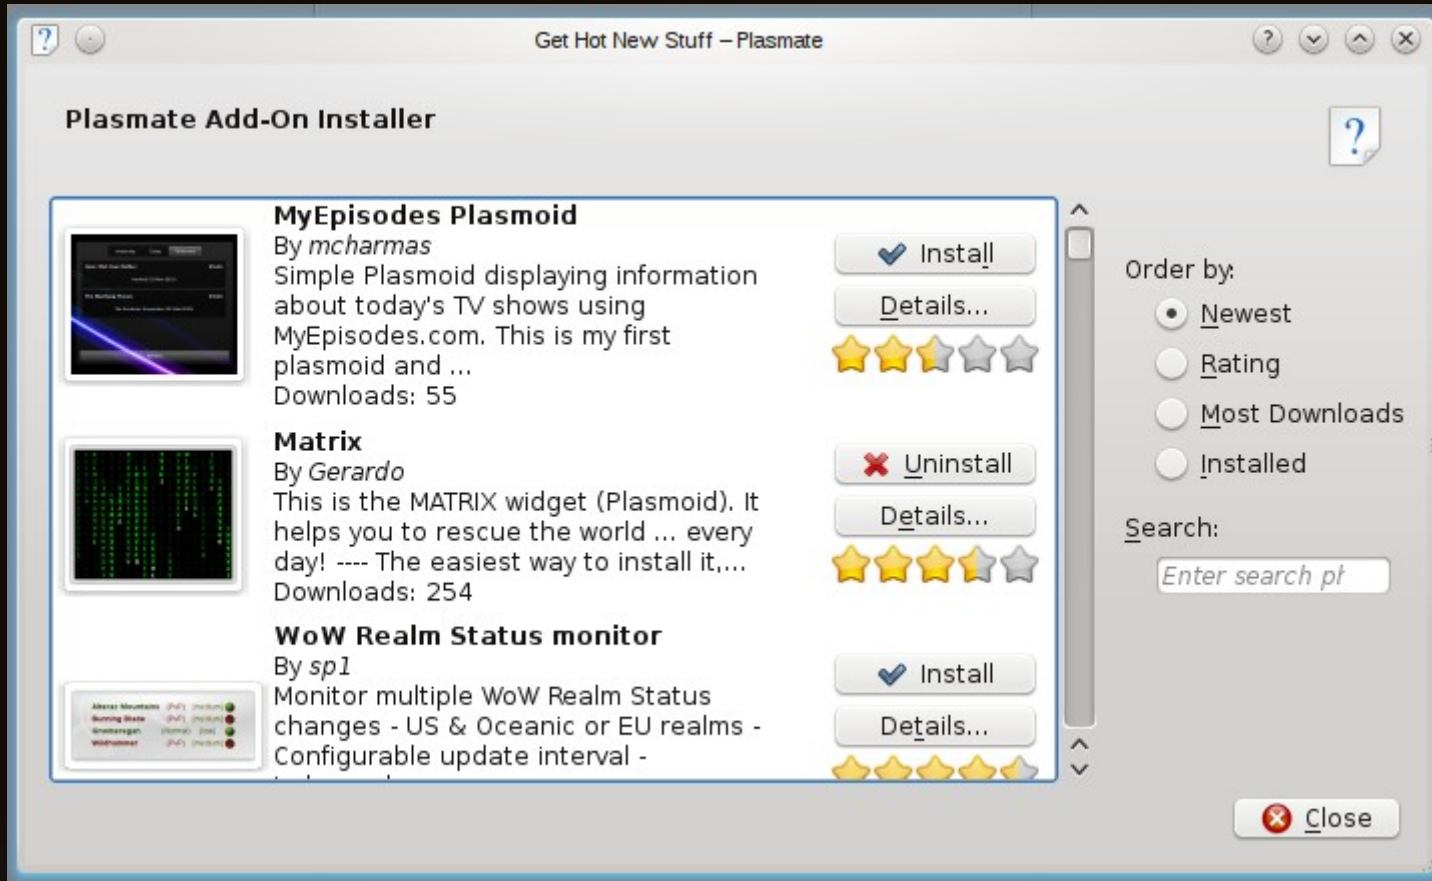 Get Hot New Stuff – Plasmate
Plasmate Add-On Installer
MyEpisodes Plasmoid
By mcharmas
Simple Plasmoid displaying information
about today's TV shows using
MyEpisodes.com. This is my first
plasmoid and ...
Downloads: 55
Install
Details...
Matrix
By Gerardo
This is the MATRIX widget (Plasmoid). It
helps you to rescue the world ... every
day! ---- The easiest way to install it,...
Downloads: 254
Uninstall
Details...
WoW Realm Status monitor
By sp1
Monitor multiple WoW Realm Status
changes - US & Oceanic or EU realms -
Configurable update interval -
Install
Details...
Order by:
Newest
Rating
Most Downloads
Installed
Search:
Enter search
Close